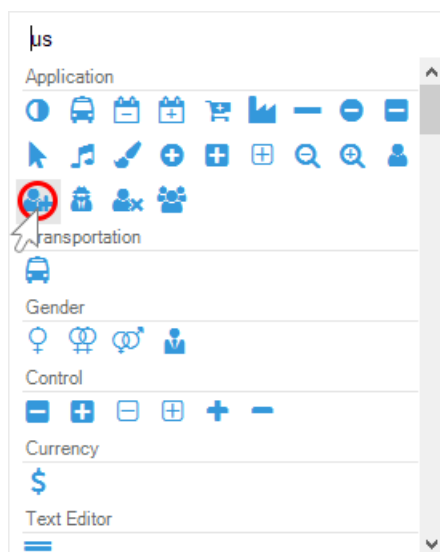 us
Application
Transportation
Gender
Control
Currency
Text Editor